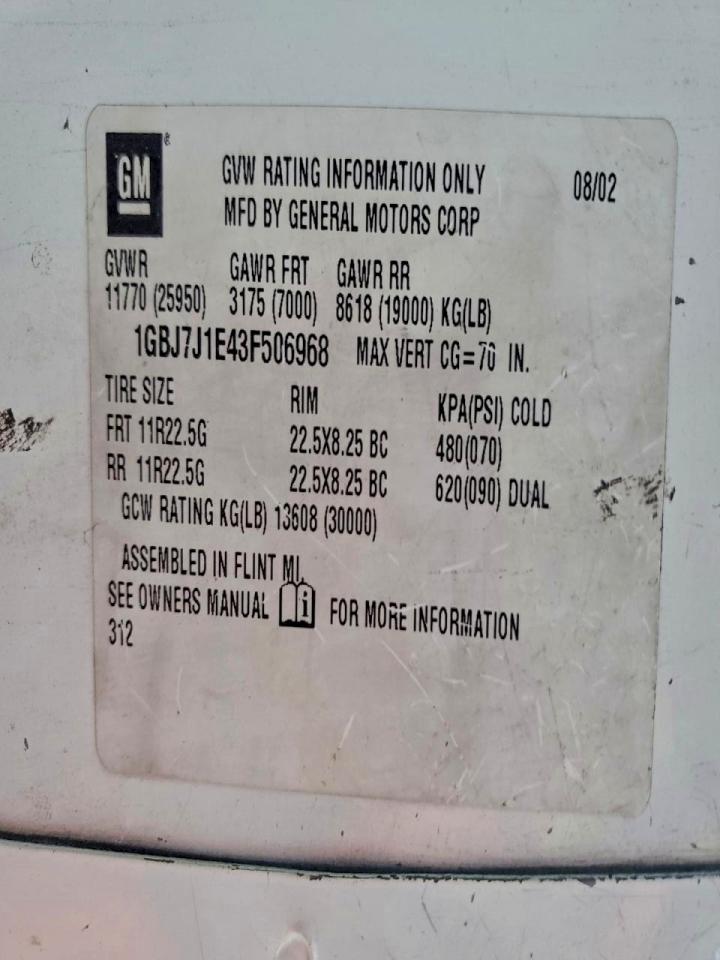 GM®
GVW RATING INFORMATION ONLY 08/02
MFD BY GENERAL MOTORS CORP
GVWR GAWR FRT GAWR RR
11770 (25950) 3175 (7000) 8618 (19000) KG(LB)
1GBJ7J1E43F506968 MAX VERT CG=70 IN.
TIRE SIZE RIM KPA(PSI) COLD
FRT 11R22.5G 22.5X8.25 BC 480(070)
RR 11R22.5G 22.5X8.25 BC 620(090) DUAL
GCW RATING KG(LB) 13608 (30000)
ASSEMBLED IN FLINT MI.
SEE OWNERS MANUAL i FOR MORE INFORMATION
312